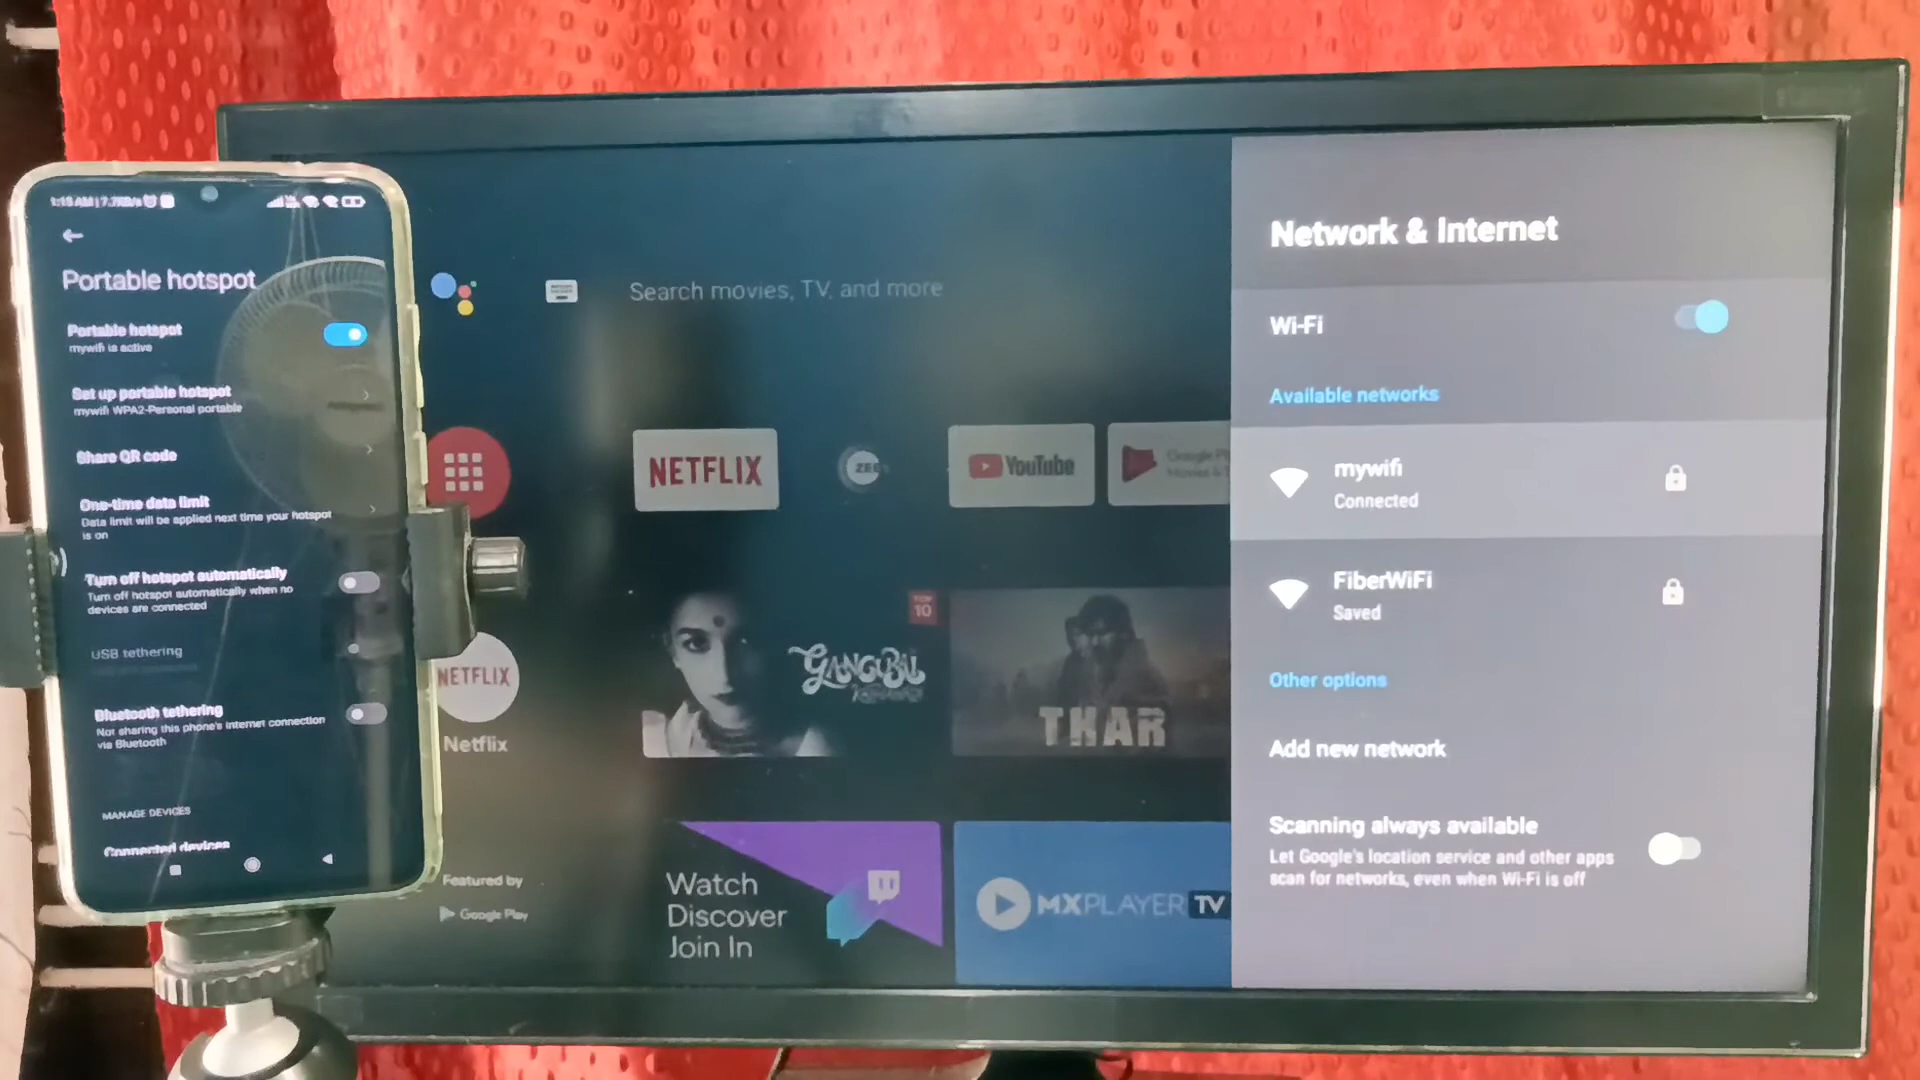 Portable hotspot
Portable hotspot
mywifi is active
Set up portable hotspot
mywifi WPA2-Personal portable
Share QR code
One-time data limit
Data limit will be applied next time your hotspot
is on
Turn off hotspot automatically
Turn off hotspot automatically when no
devices are connected
USB tethering
Bluetooth tethering
Not sharing this phone's internet connection
via Bluetooth
MANAGE DEVICES
Connected devices
Search movies, TV, and more
NETFLIX
ZEE
YouTube
NETFLIX
Netflix
TOP
10
GANGUBAI
THAR
Featured by
Google Play
Watch
Discover
Join In
MXPLAYER TV
Network & Internet
Wi-Fi
Available networks
mywifi
Connected
FiberWiFi
Saved
Other options
Add new network
Scanning always available
Let Google's location service and other apps
scan for networks, even when Wi-Fi is off